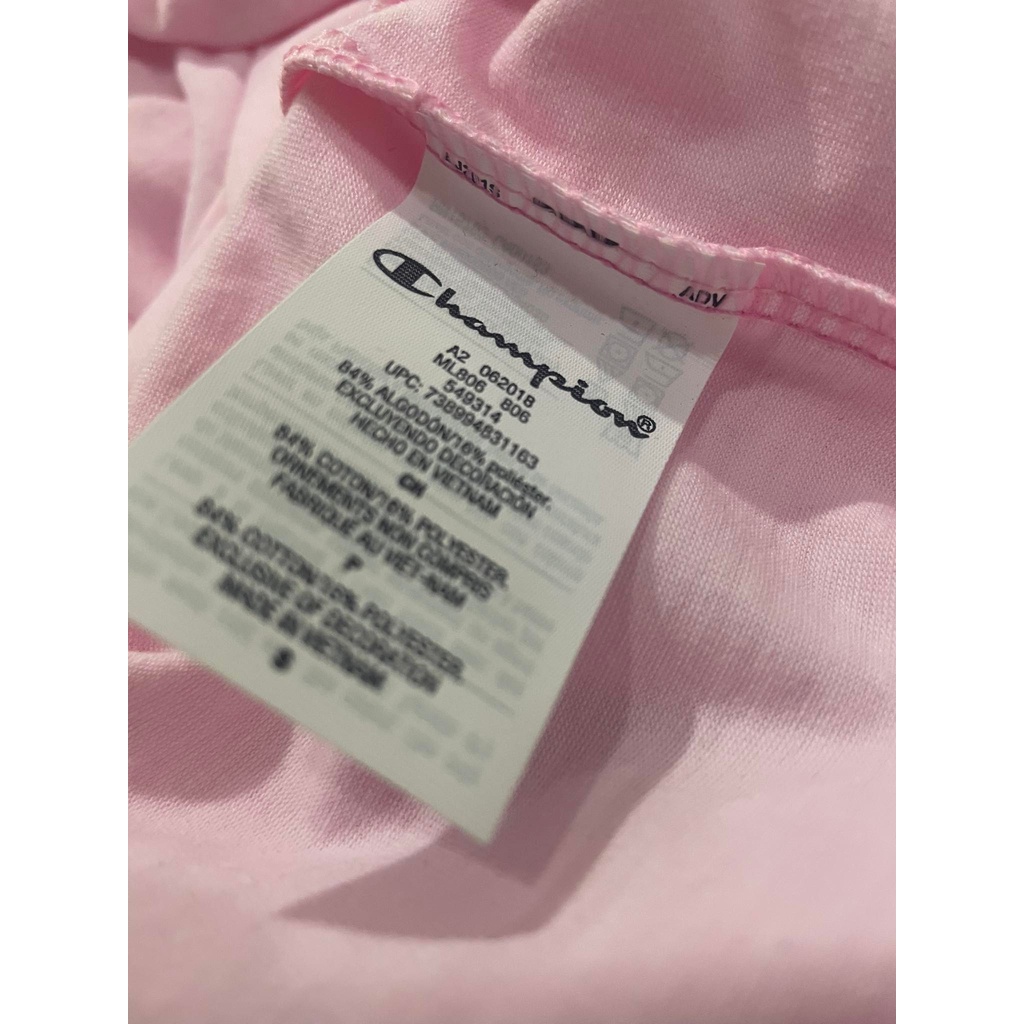 ADV
Champion®
A2 062018
ML806 806
549314
UPC: 738994831163
84% ALGODÓN/16% poliéster.
EXCLUYENDO DECORACIÓN
HECHO EN VIETNAM
CH
84% COTON/16% POLYESTER.
ORNEMENTS NON COMPRIS
FABRIQUÉ AU VIET-NAM
P
84% COTTON/16% POLYESTER.
EXCLUSIVE OF DECORATION
MADE IN VIETNAM
S